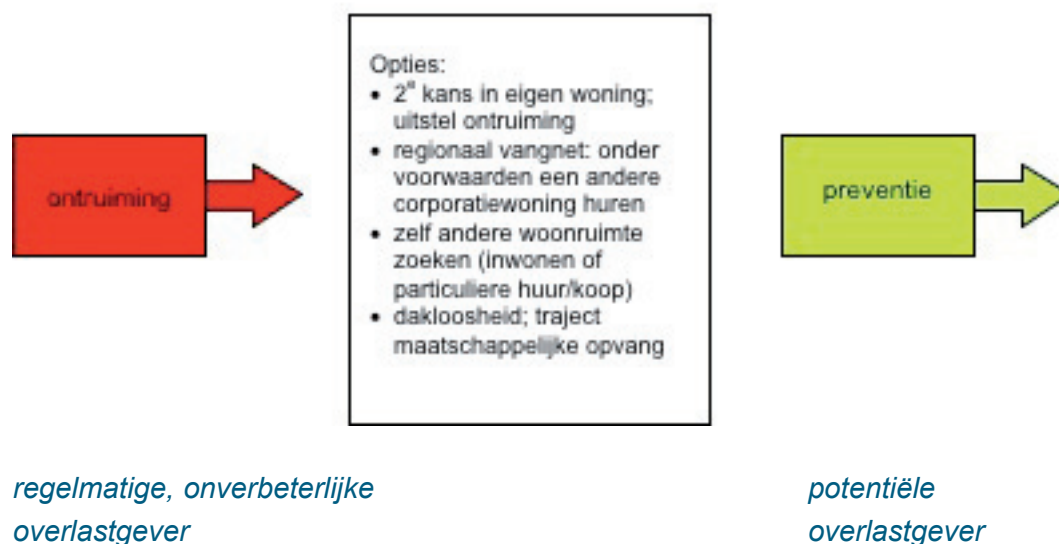 ontruiming
Opties:
• 2e kans in eigen woning;
uitstel ontruiming
• regionaal vangnet: onder
voorwaarden een andere
corporatiewoning huren
• zelf andere woonruimte
zoeken (inwonen of
particuliere huur/koop)
• dakloosheid; traject
maatschappelijke opvang
preventie
regelmatige, onverbeterlijke
overlastgever
potentiële
overlastgever